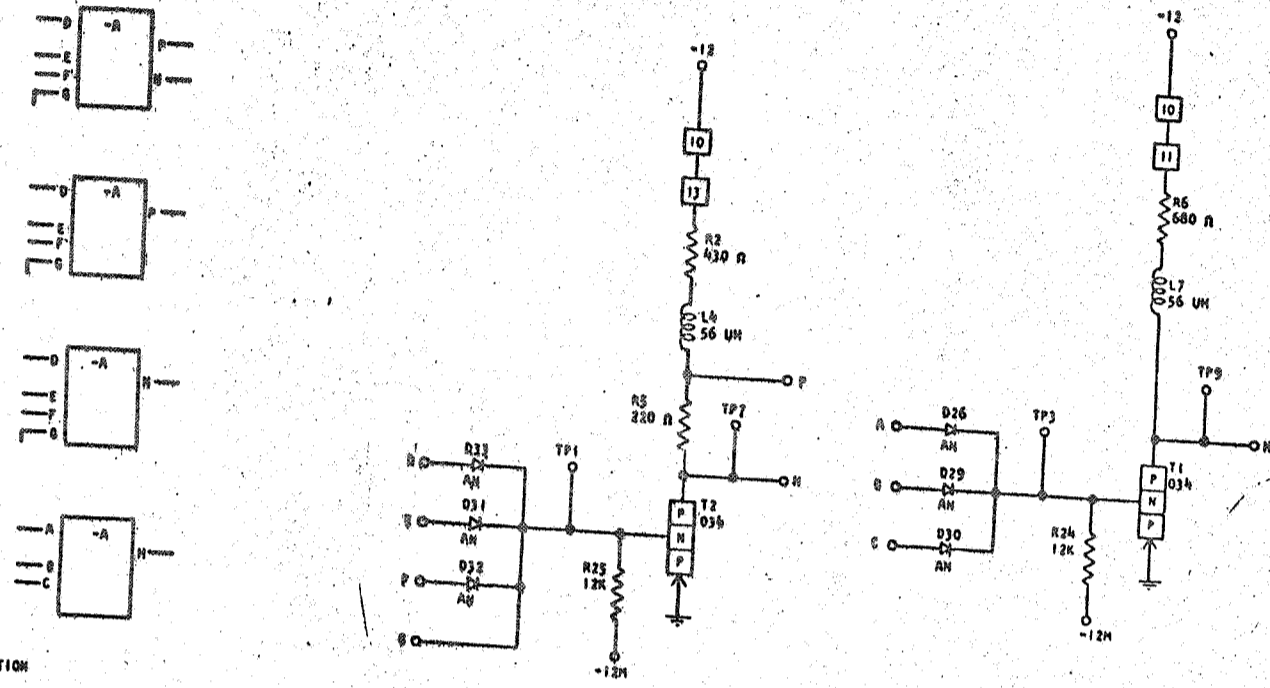 D
-A
P
E
F
N
G
D
+A
P
E
F
G
D
-A
N
E
F
G
A
-A
N
B
C
TION
-12
10
13
R2
430 Ω
L4
56 UH
P
R5
220 Ω
TP7
N
D33
AN
TP1
D31
AN
T2
034
P
N
P
F
D32
AN
R25
12K
G
-12M
-12
10
11
R6
680 Ω
L7
56 UH
TP9
A
D26
AN
TP3
N
B
D29
AN
T1
034
P
N
P
C
D30
AN
R24
12K
-12M